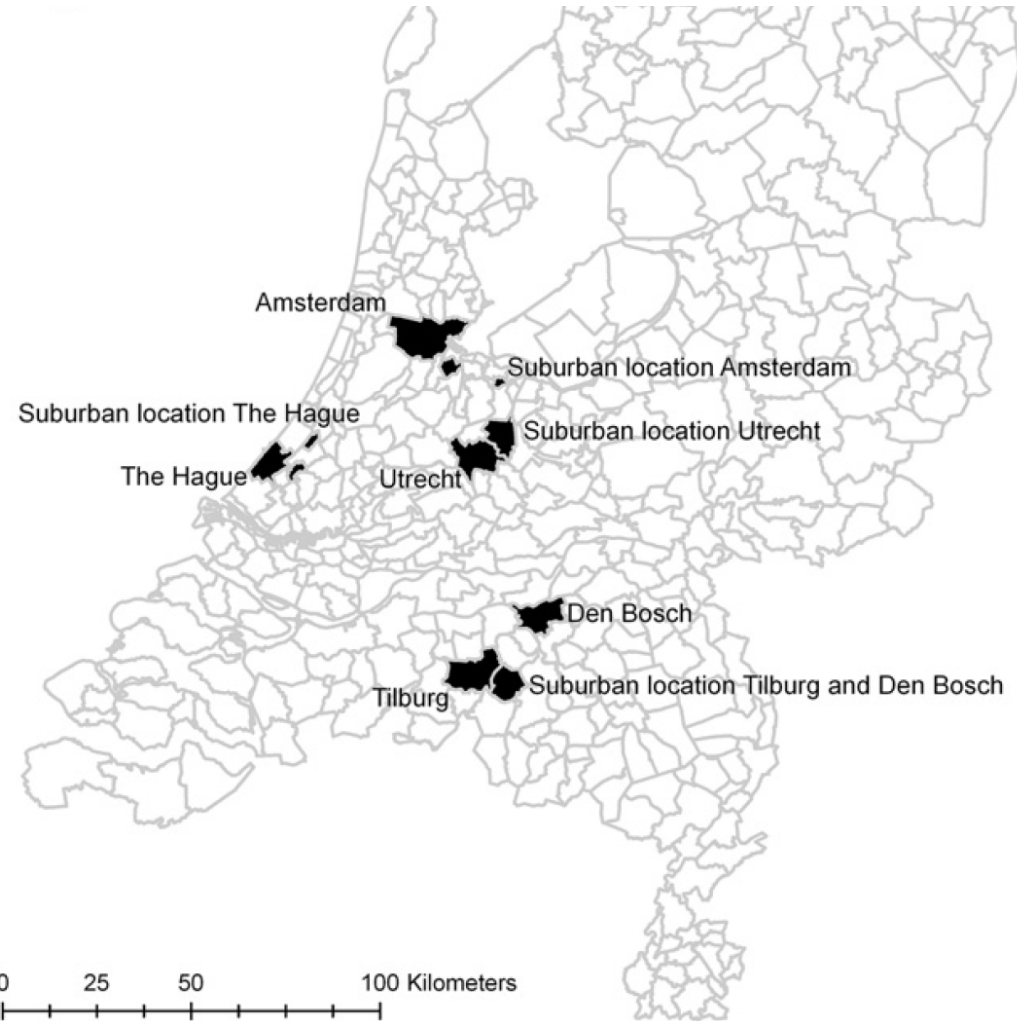 Amsterdam
Suburban location Amsterdam
Suburban location The Hague
Suburban location Utrecht
The Hague
Utrecht
Den Bosch
Suburban location Tilburg and Den Bosch
Tilburg
0 25 50 100 Kilometers